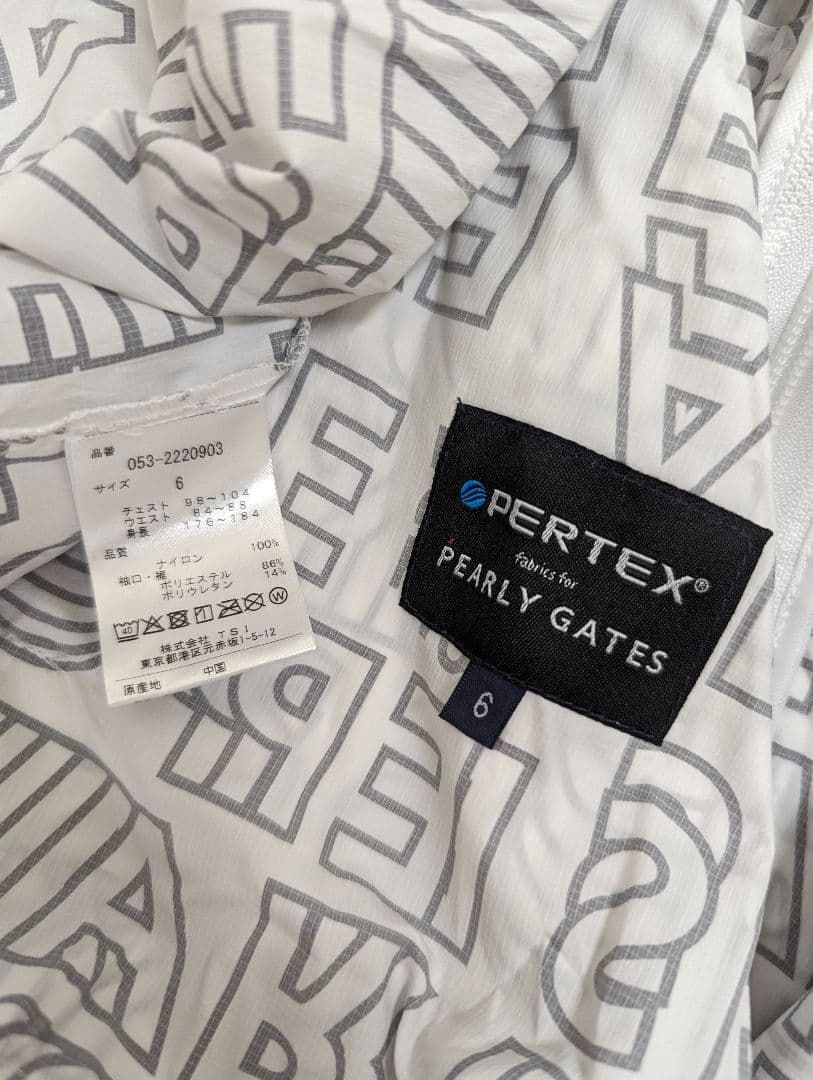 品番
053-2220903
サイズ 6
チェスト 98～104
ウエスト 84～88
身長 176～184
品質
ナイロン 100%
袖口・裾
ポリエステル 86%
ポリウレタン 14%
40 W
株式会社 TSI
東京都港区元赤坂1-5-12
原産地 中国
PERTEX®
fabrics for
PEARLY GATES
6